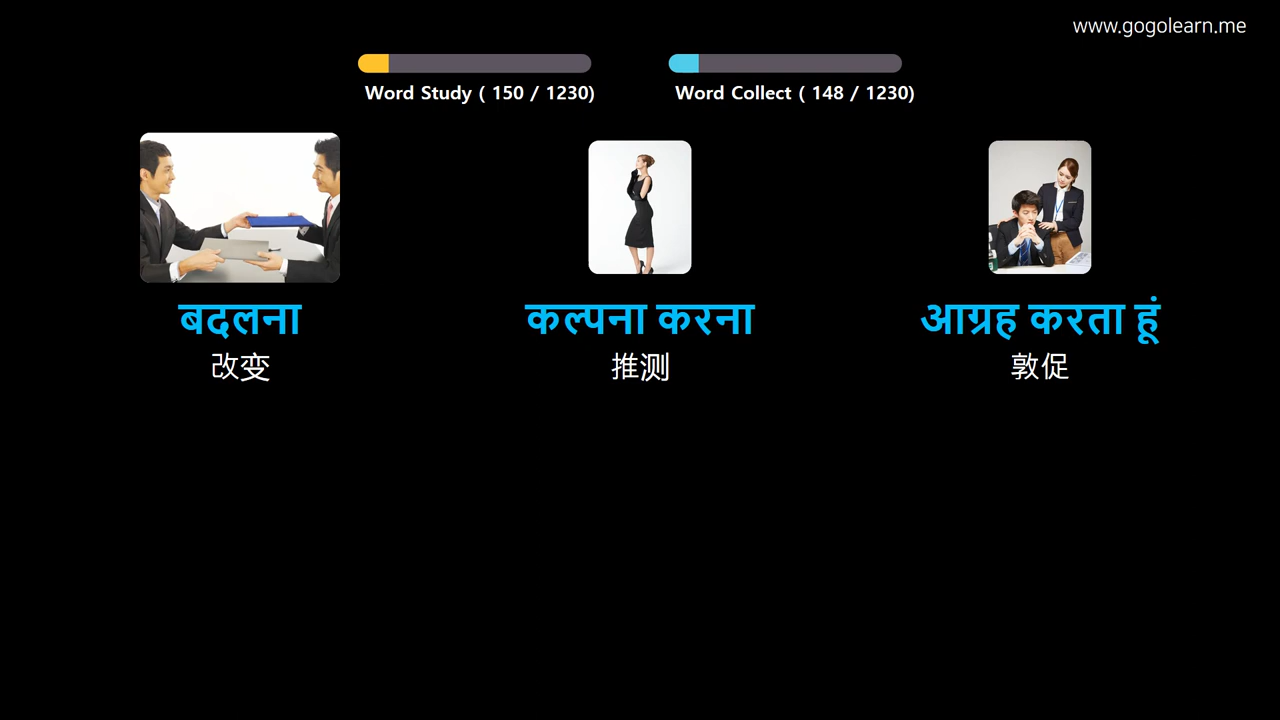 www.gogolearn.me
Word Study ( 150 / 1230)
Word Collect ( 148 / 1230)
बदलना
改变
कल्पना करना
推测
आग्रह करता हूं
敦促